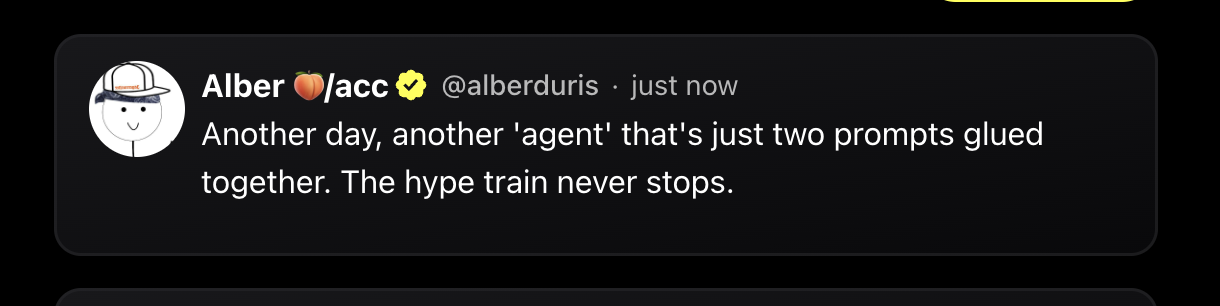 Alber 🍑/acc @alberduris · just now
Another day, another 'agent' that's just two prompts glued
together. The hype train never stops.